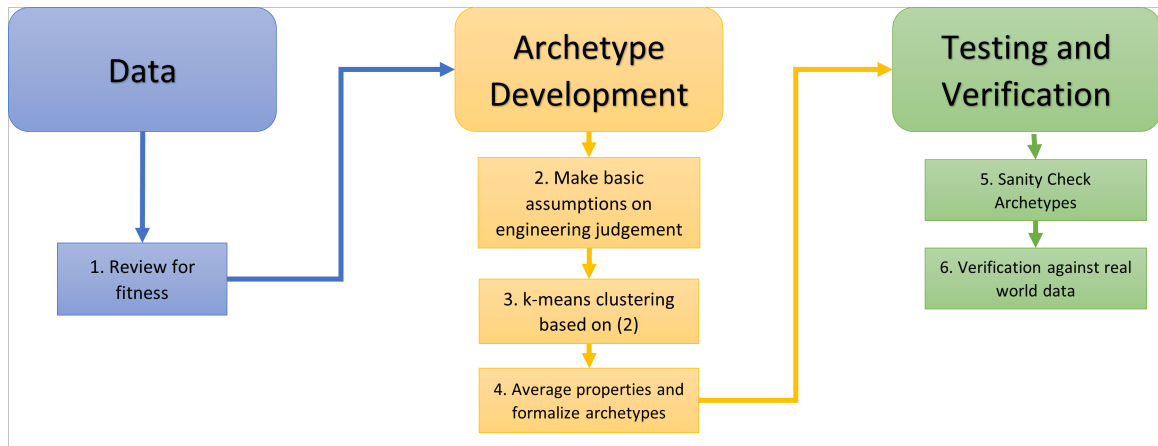 Data
1. Review for
fitness
Archetype
Development
2. Make basic
assumptions on
engineering judgement
3. k-means clustering
based on (2)
4. Average properties and
formalize archetypes
Testing and
Verification
5. Sanity Check
Archetypes
6. Verification against real
world data